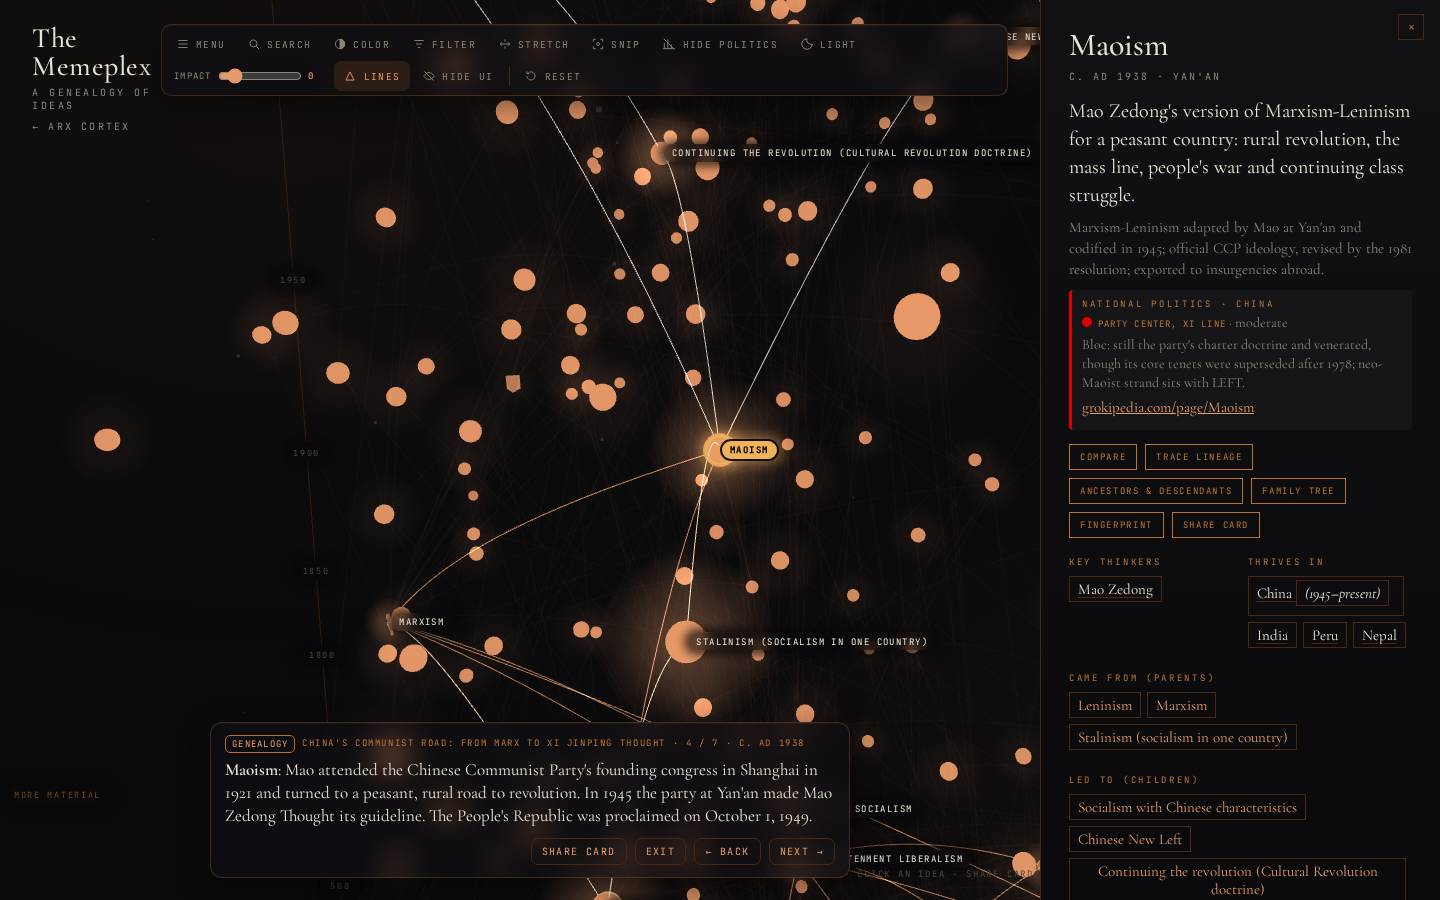 The
Memeplex
A GENEALOGY OF
IDEAS
← ARX CORTEX
MENU
SEARCH
COLOR
FILTER
STRETCH
SNIP
HIDE POLITICS
LIGHT
IMPACT
0
LINES
HIDE UI
RESET
SE NEW
CONTINUING THE REVOLUTION (CULTURAL REVOLUTION DOCTRINE)
1950
MAOISM
1900
1850
MARXISM
STALINISM (SOCIALISM IN ONE COUNTRY)
1800
MORE MATERIAL
SOCIALISM
TENMENT LIBERALISM
CLICK AN IDEA · SHARE CARD
500
GENEALOGY
CHINA'S COMMUNIST ROAD: FROM MARX TO XI JINPING THOUGHT · 4 / 7 · C. AD 1938
Maoism: Mao attended the Chinese Communist Party's founding congress in Shanghai in
1921 and turned to a peasant, rural road to revolution. In 1945 the party at Yan'an made Mao
Zedong Thought its guideline. The People's Republic was proclaimed on October 1, 1949.
SHARE CARD
EXIT
← BACK
NEXT →
×
Maoism
C. AD 1938 · YAN'AN
Mao Zedong's version of Marxism-Leninism
for a peasant country: rural revolution, the
mass line, people's war and continuing class
struggle.
Marxism-Leninism adapted by Mao at Yan'an and
codified in 1945; official CCP ideology, revised by the 1981
resolution; exported to insurgencies abroad.
NATIONAL POLITICS · CHINA
PARTY CENTER, XI LINE · moderate
Bloc: still the party's charter doctrine and venerated,
though its core tenets were superseded after 1978; neo-
Maoist strand sits with LEFT.
grokipedia.com/page/Maoism
COMPARE
TRACE LINEAGE
ANCESTORS & DESCENDANTS
FAMILY TREE
FINGERPRINT
SHARE CARD
KEY THINKERS
Mao Zedong
THRIVES IN
China (1945–present)
India
Peru
Nepal
CAME FROM (PARENTS)
Leninism
Marxism
Stalinism (socialism in one country)
LED TO (CHILDREN)
Socialism with Chinese characteristics
Chinese New Left
Continuing the revolution (Cultural Revolution
doctrine)